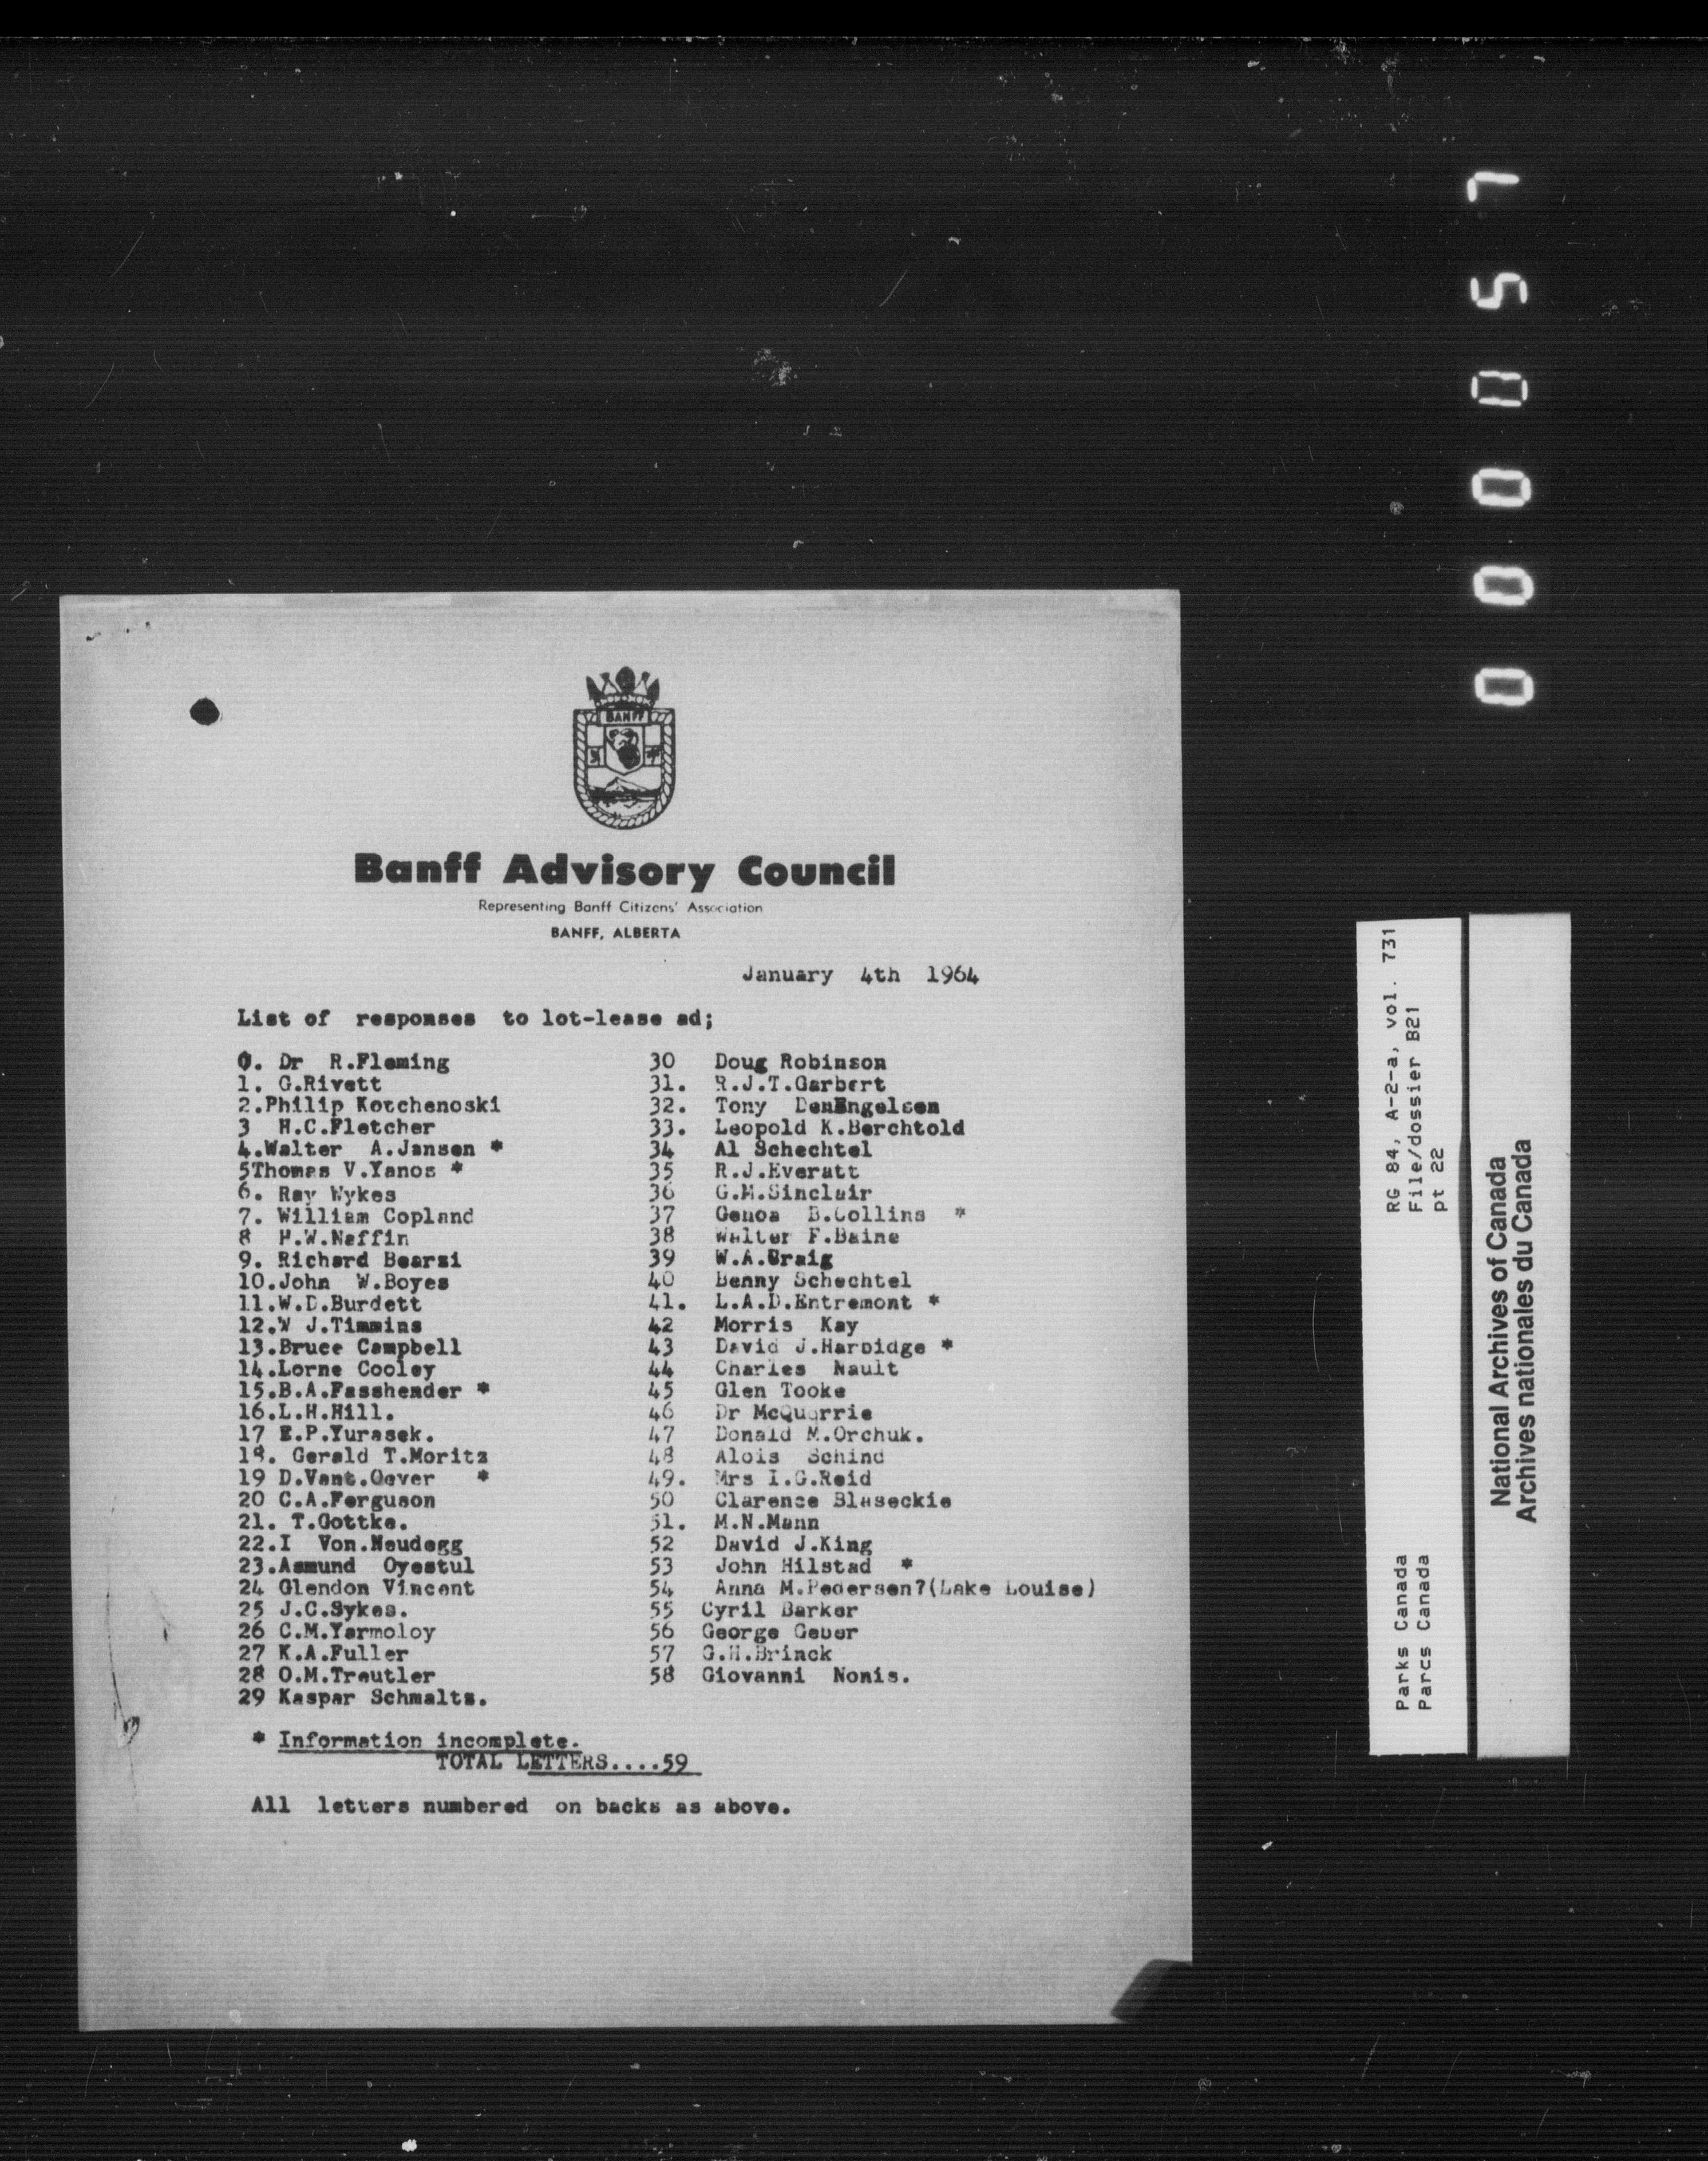 BANFF
Banff Advisory Council
Representing Banff Citizens' Association
BANFF, ALBERTA
January 4th 1964
List of responses to lot-lease ad;
0. Dr R.Fleming
1. G.Rivett
2.Philip Kotchenoski
3 H.C.Fletcher
4.Walter A.Jansen *
5Thomas V.Yanos *
6. Ray Wykes
7. William Copland
8 H.W.Naffin
9. Richard Bearsi
10.John W.Boyes
11.W.D.Burdett
12.W J.Timmins
13.Bruce Campbell
14.Lorne Cooley
15.B.A.Fasshender *
16.L.H.Hill.
17 E.P.Yurasek.
18. Gerald T.Moritz
19 D.Vant.Oever *
20 C.A.Ferguson
21. T.Gottke.
22.I Von.Neudegg
23.Asmund Oyestul
24 Glendon Vincent
25 J.C.Sykes.
26 C.M.Yarmoloy
27 K.A.Fuller
28 O.M.Treutler
29 Kaspar Schmaltz.
30 Doug Robinson
31. R.J.T.Garbert
32. Tony DenEngelsen
33. Leopold K.Berchtold
34 Al Schechtel
35 R.J.Everatt
36 G.M.Sinclair
37 Genoa B.Collins *
38 Walter F.Baine
39 W.A.Craig
40 Benny Schechtel
41. L.A.D.Entremont *
42 Morris Kay
43 David J.Harbidge *
44 Charles Nault
45 Glen Tooke
46 Dr McQuarrie
47 Donald M.Orchuk.
48 Alois Schind
49. Mrs I.G.Reid
50 Clarence Blaseckie
51. M.N.Mann
52 David J.King
53 John Hilstad *
54 Anna M.Pedersen?(Lake Louise)
55 Cyril Barker
56 George Geber
57 G.H.Brinck
58 Giovanni Nonis.
* Information incomplete.
TOTAL LETTERS....59
All letters numbered on backs as above.
000057
RG 84, A-2-a, vol. 731
File/dossier B21
pt 22
Parks Canada
Parcs Canada
National Archives of Canada
Archives nationales du Canada